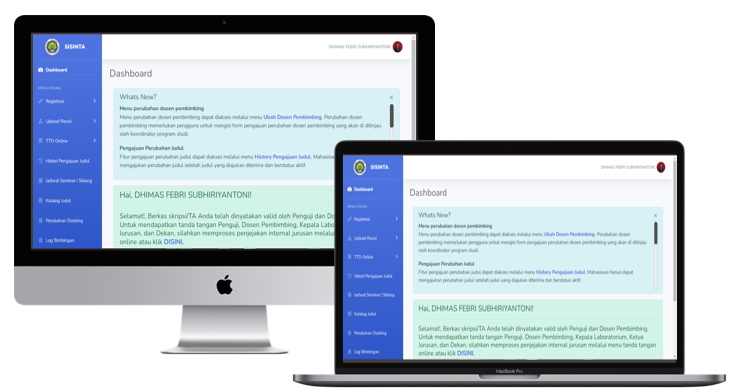 SISINTA
DHIMAS FEBRI SUBHIRIYANTONI
Dashboard
Dashboard
MENU UTAMA
Registrasi
Upload Revisi
TTD Online
Histori Pengajuan Judul
Jadwal Seminar / Sidang
Katalog Judul
Perubahan Dosbing
Log Bimbingan
Whats New?
×
Menu perubahan dosen pembimbing
Menu perubahan dosen pembimbing dapat diakses melalui menu Ubah Dosen Pembimbing. Perubahan dosen
pembimbing memerlukan pengguna untuk mengisi form pengajuan perubahan dosen pembimbing yang akan di ditinjau
oleh koordinator program studi.
Pengajuan Perubahan Judul
Fitur pengajuan perubahan judul dapat diakses melalui menu History Pengajuan Judul. Mahasiswa
mengajukan perubahan judul setelah judul yang diajukan diterima dan berstatus aktif.
Hai, DHIMAS FEBRI SUBHIRIYANTONI!
Selamat!, Berkas skripsi/TA Anda telah dinyatakan valid oleh Penguji dan Do
Untuk mendapatkan tanda tangan Penguji, Dosen Pembimbing, Kepala Labo
Jurusan, dan Dekan, silahkan memproses penjejakan internal jurusan melalu
online atau klik DISINI.
SISINTA
DHIMAS FEBRI SUBHIRIYANTONI
Dashboard
Dashboard
MENU UTAMA
Registrasi
Upload Revisi
TTD Online
Histori Pengajuan Judul
Jadwal Seminar / Sidang
Katalog Judul
Perubahan Dosbing
Log Bimbingan
Whats New?
×
Menu perubahan dosen pembimbing
Menu perubahan dosen pembimbing dapat diakses melalui menu Ubah Dosen Pembimbing. Perubahan dosen
pembimbing memerlukan pengguna untuk mengisi form pengajuan perubahan dosen pembimbing yang akan di ditinjau
oleh koordinator program studi.
Pengajuan Perubahan Judul
Fitur pengajuan perubahan judul dapat diakses melalui menu History Pengajuan Judul. Mahasiswa hanya dapat
mengajukan perubahan judul setelah judul yang diajukan diterima dan berstatus aktif.
Hai, DHIMAS FEBRI SUBHIRIYANTONI!
Selamat!, Berkas skripsi/TA Anda telah dinyatakan valid oleh Penguji dan Dosen Pembimbing.
Untuk mendapatkan tanda tangan Penguji, Dosen Pembimbing, Kepala Laboratorium, Ketua
Jurusan, dan Dekan, silahkan memproses penjejakan internal jurusan melalui menu tanda tangan
online atau klik DISINI.
MacBook Pro